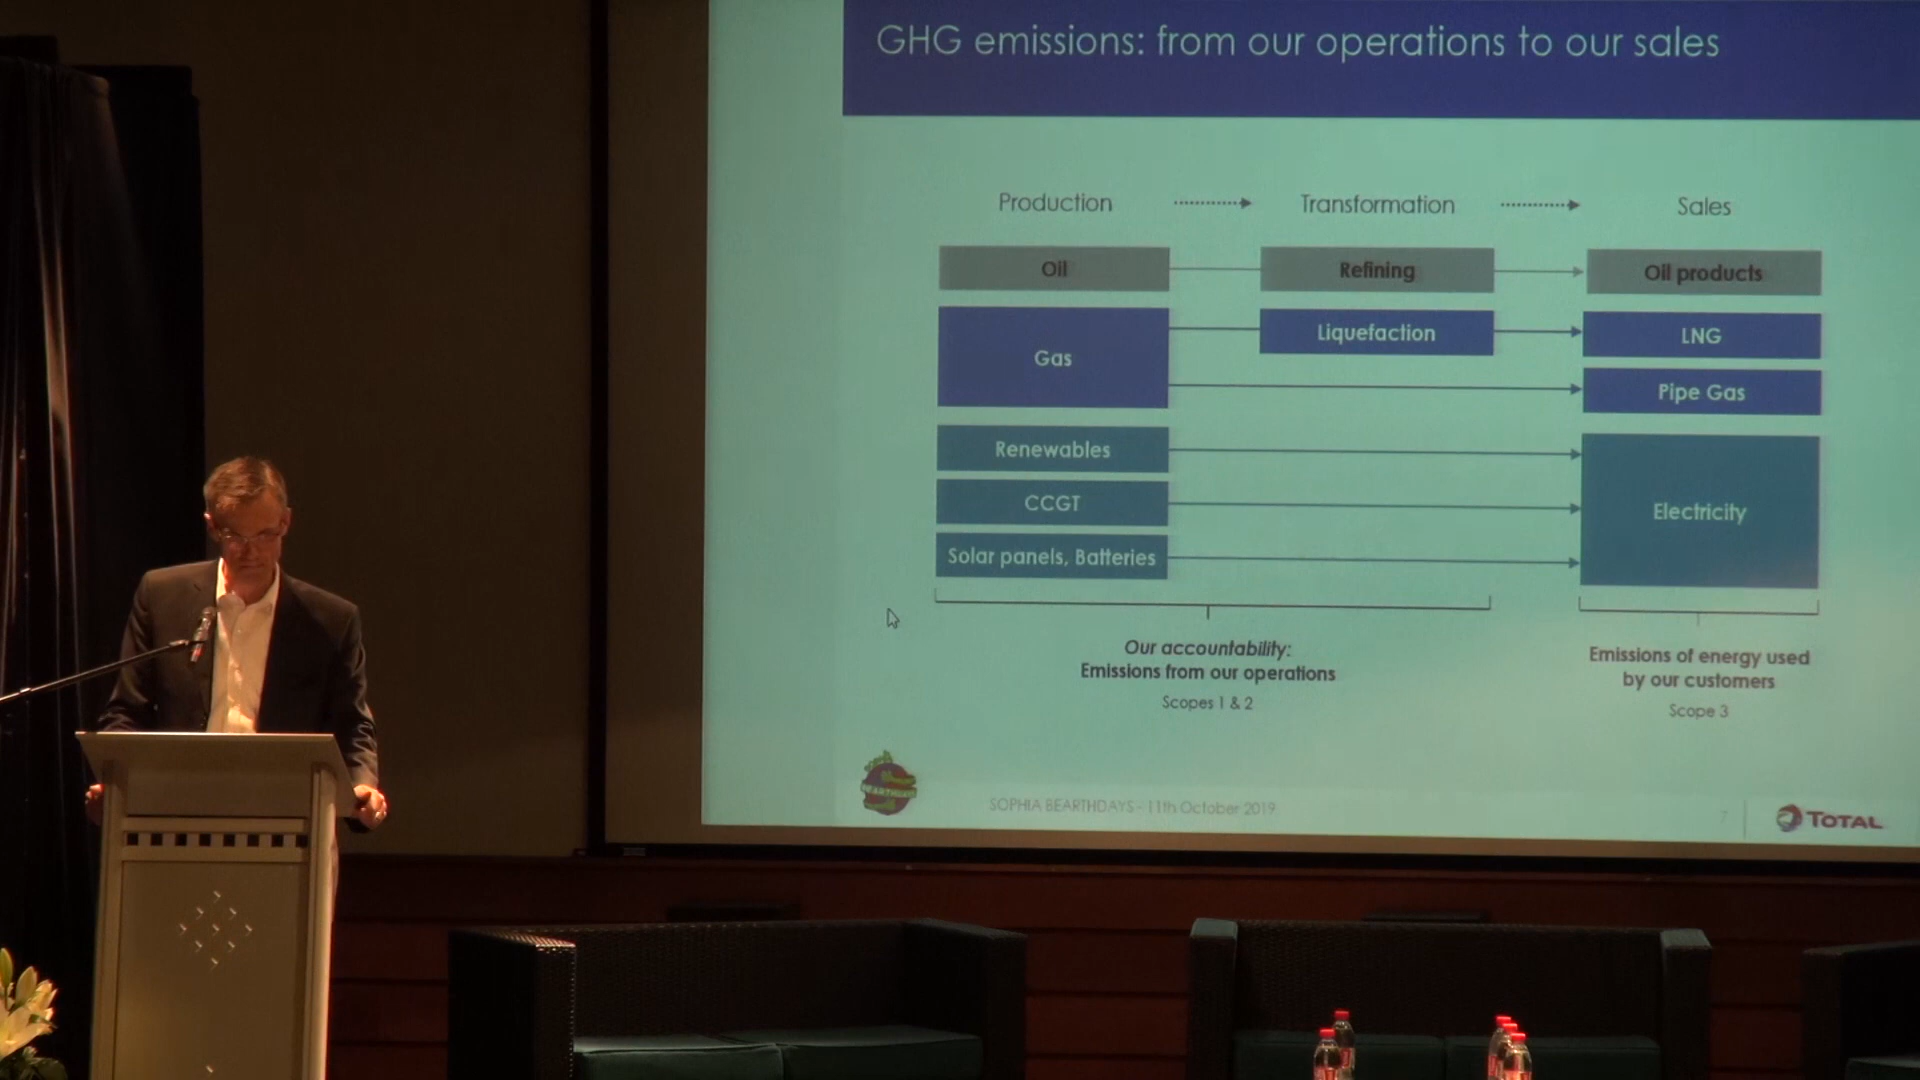 GHG emissions: from our operations to our sales
Production
Transformation
Sales
Oil
Refining
Oil products
Gas
Liquefaction
LNG
Pipe Gas
Renewables
CCGT
Solar panels, Batteries
Electricity
Our accountability:
Emissions from our operations
Scopes 1 & 2
Emissions of energy used
by our customers
Scope 3
SOPHIA BEARTHDAYS - 11th October 2019
7
TOTAL